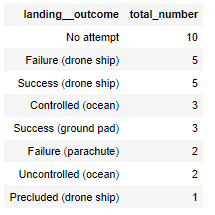 landing__outcome total_number
No attempt 10
Failure (drone ship) 5
Success (drone ship) 5
Controlled (ocean) 3
Success (ground pad) 3
Failure (parachute) 2
Uncontrolled (ocean) 2
Precluded (drone ship) 1